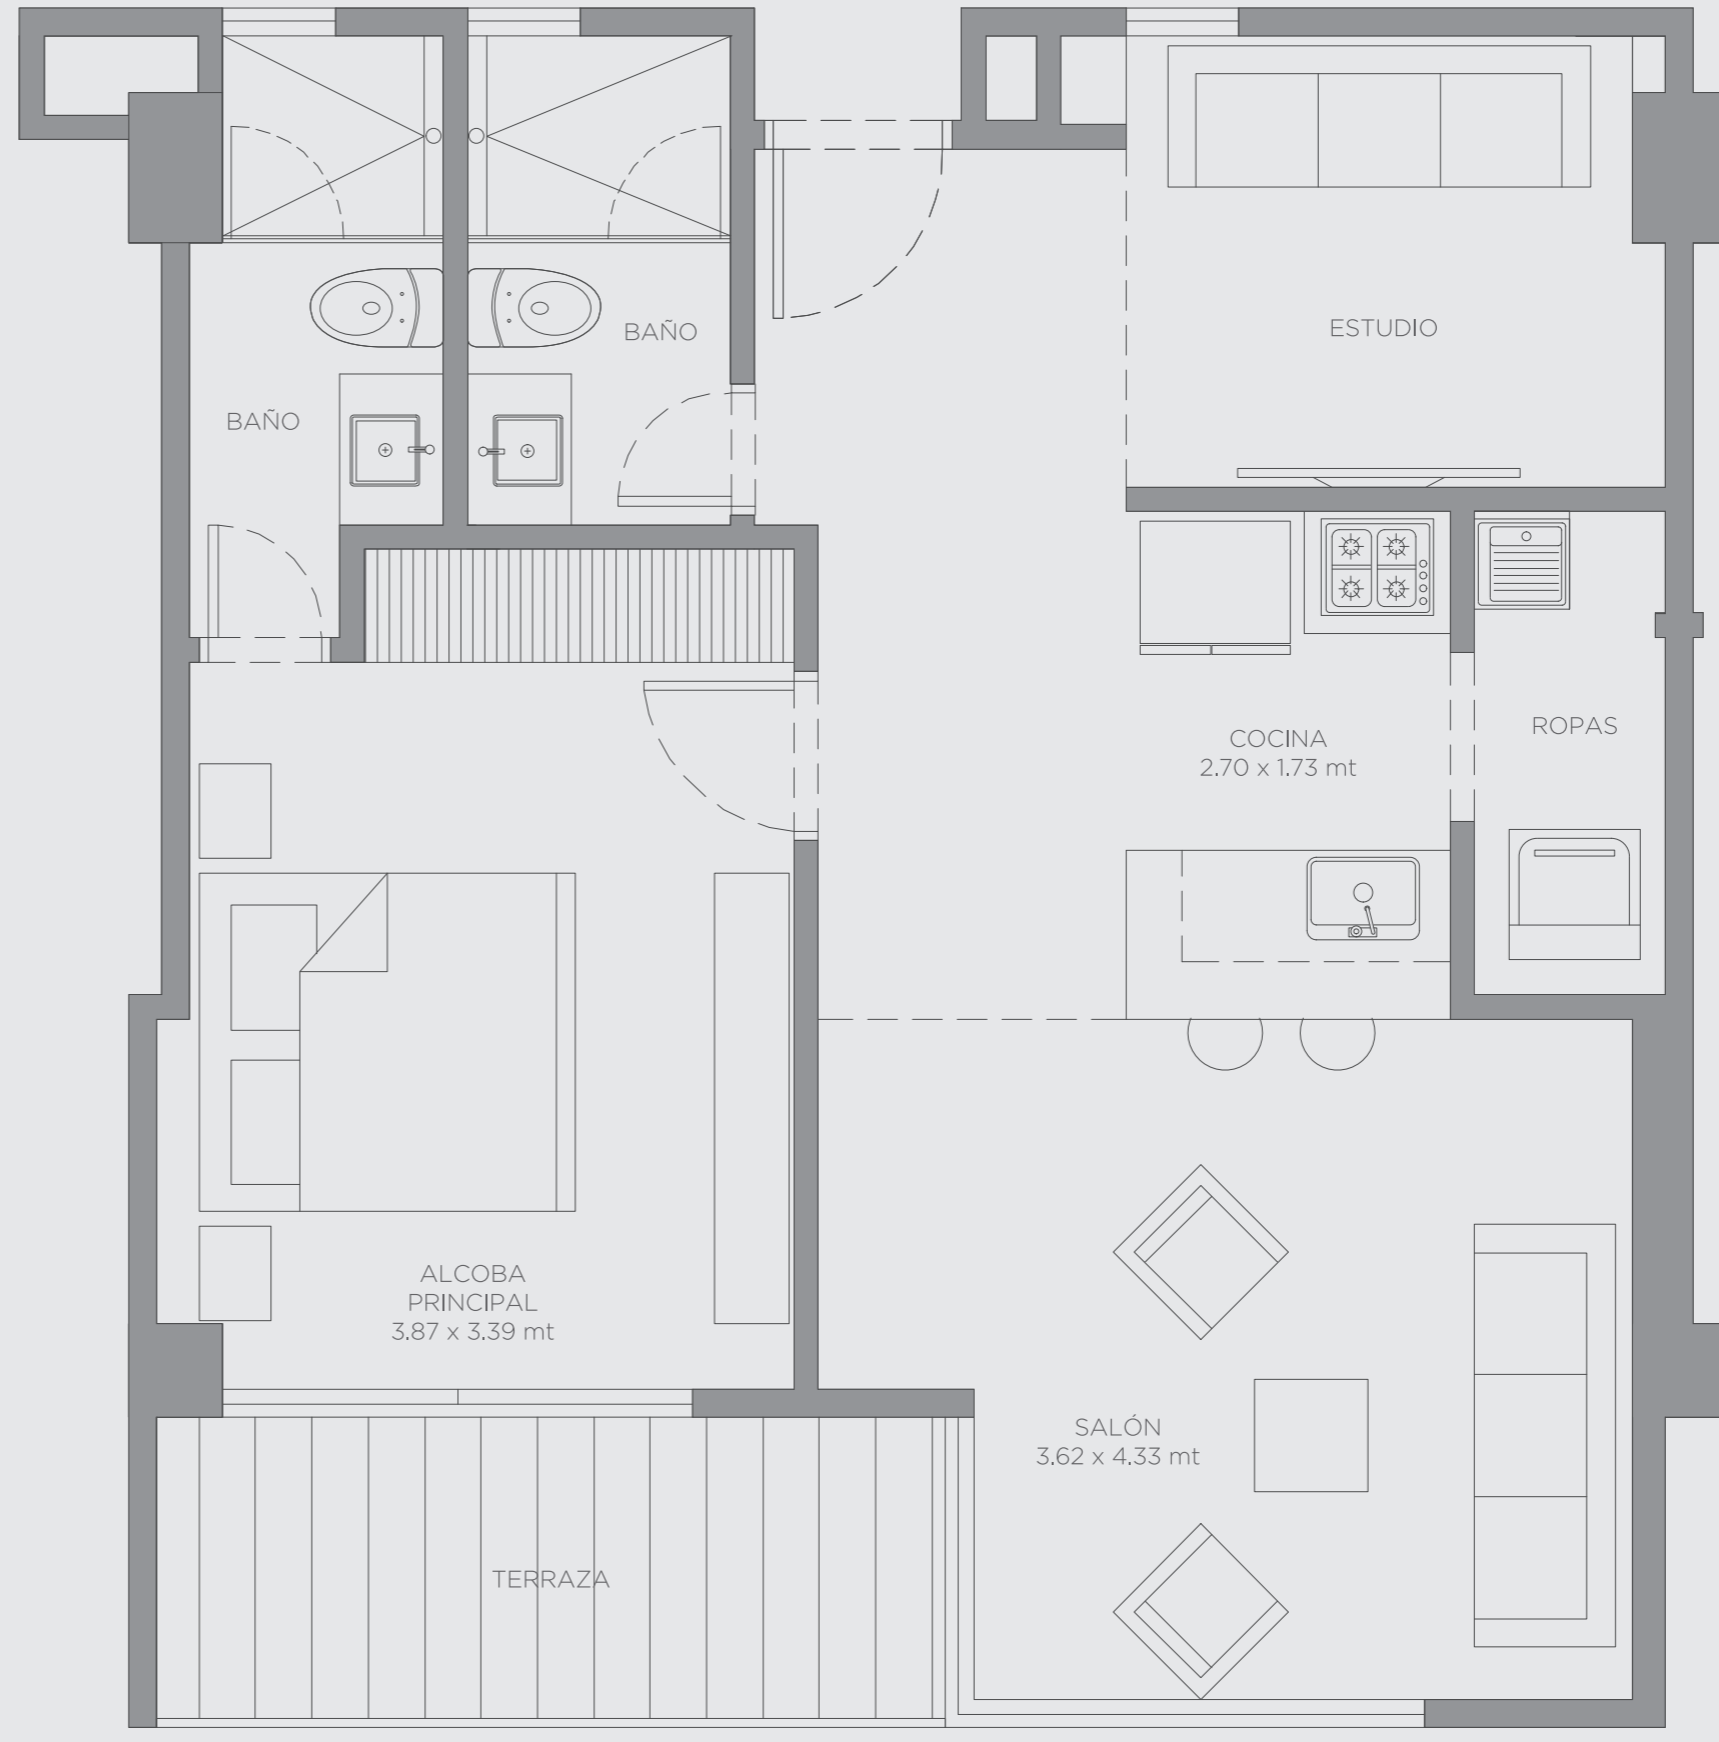 ESTUDIO
BAÑO
BAÑO
ROPAS
COCINA
2.70 x 1.73 mt
ALCOBA
PRINCIPAL
3.87 x 3.39 mt
SALÓN
3.62 x 4.33 mt
TERRAZA